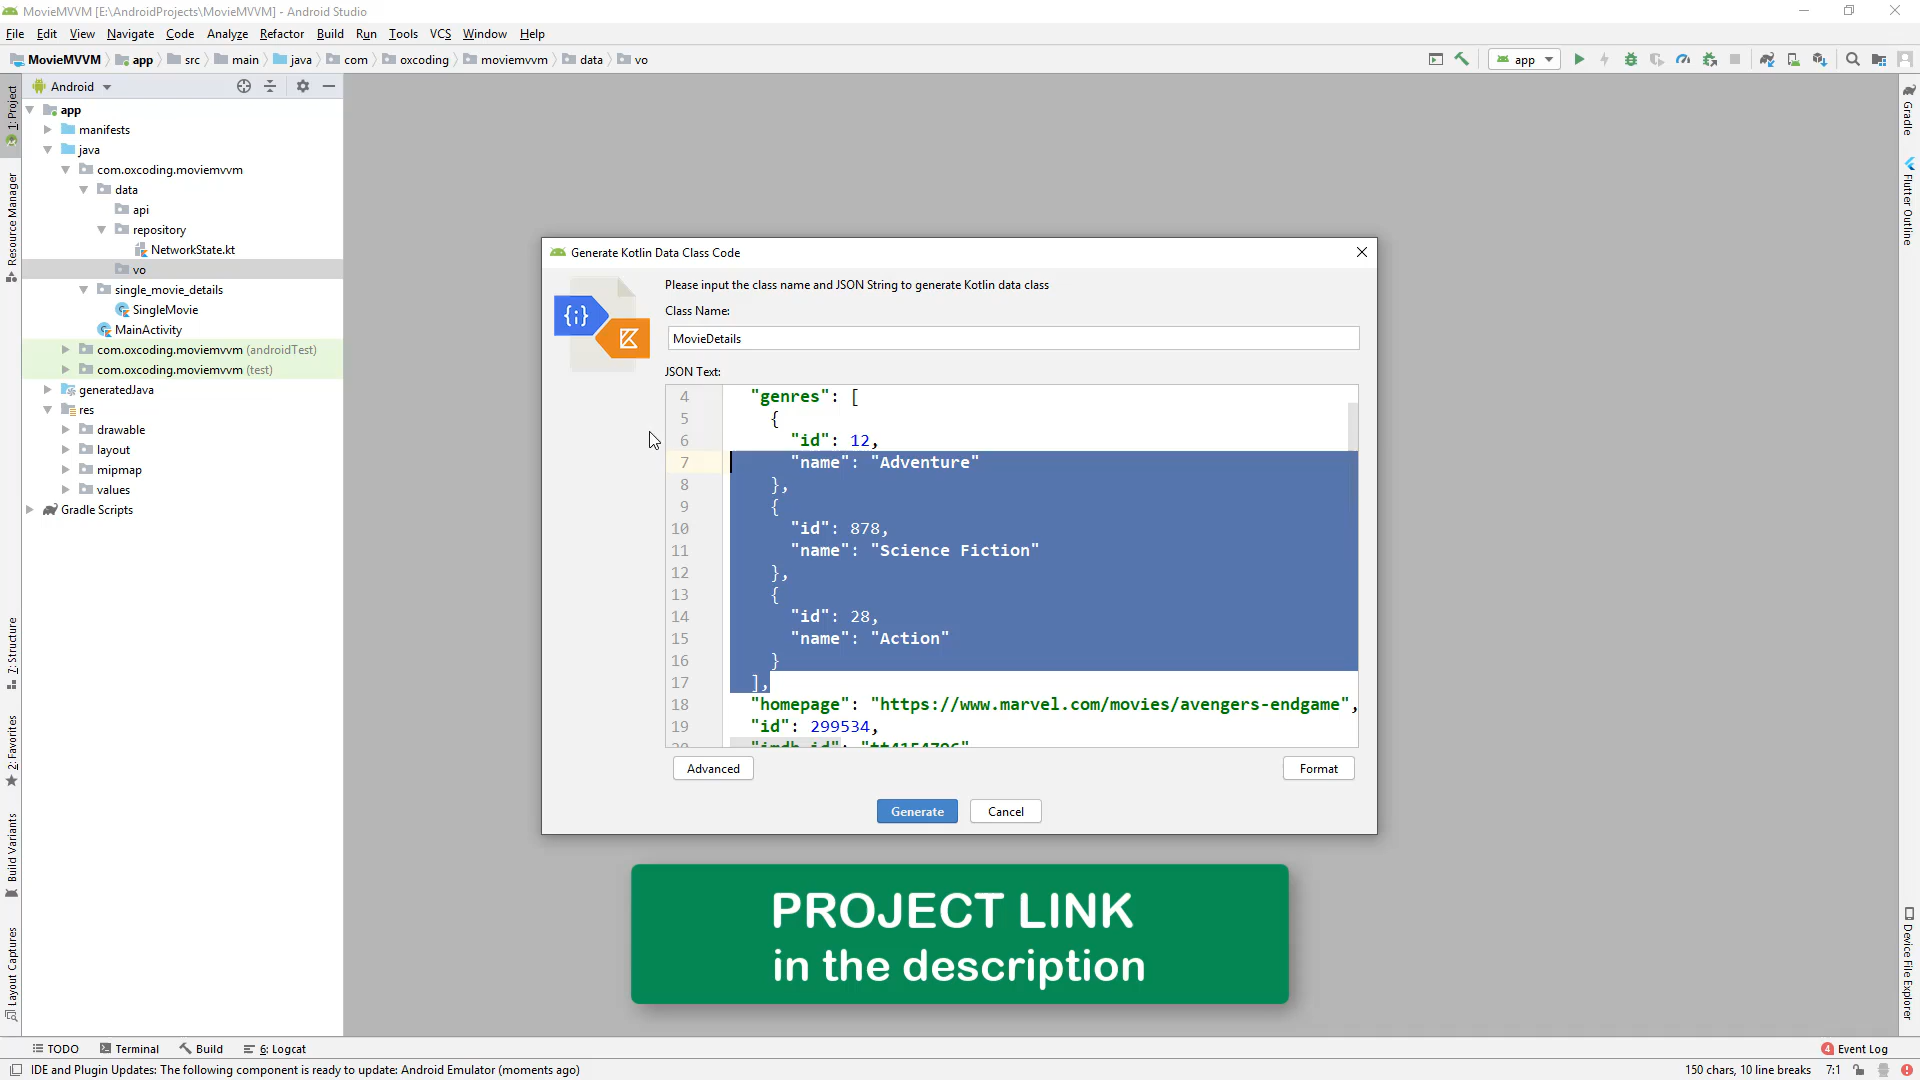 MovieMVVM [E:\AndroidProjects\MovieMVVM] - Android Studio
File Edit View Navigate Code Analyze Refactor Build Run Tools VCS Window Help
MovieMVVM app src main java com oxcoding moviemvvm data vo
app
Android
app
manifests
java
com.oxcoding.moviemvvm
data
api
repository
NetworkState.kt
vo
single_movie_details
SingleMovie
MainActivity
com.oxcoding.moviemvvm (androidTest)
com.oxcoding.moviemvvm (test)
generatedJava
res
drawable
layout
mipmap
values
Gradle Scripts
1: Project
Resource Manager
7: Structure
2: Favorites
Build Variants
Layout Captures
Generate Kotlin Data Class Code
Please input the class name and JSON String to generate Kotlin data class
Class Name:
MovieDetails
JSON Text:
4 "genres": [
5 {
6 "id": 12,
7 "name": "Adventure"
8 },
9 {
10 "id": 878,
11 "name": "Science Fiction"
12 },
13 {
14 "id": 28,
15 "name": "Action"
16 }
17 ],
18 "homepage": "https://www.marvel.com/movies/avengers-endgame",
19 "id": 299534,
Advanced
Format
Generate
Cancel
PROJECT LINK
in the description
Gradle
Flutter Outline
Device File Explorer
TODO Terminal Build 6: Logcat
4 Event Log
IDE and Plugin Updates: The following component is ready to update: Android Emulator (moments ago)
150 chars, 10 line breaks 7:1